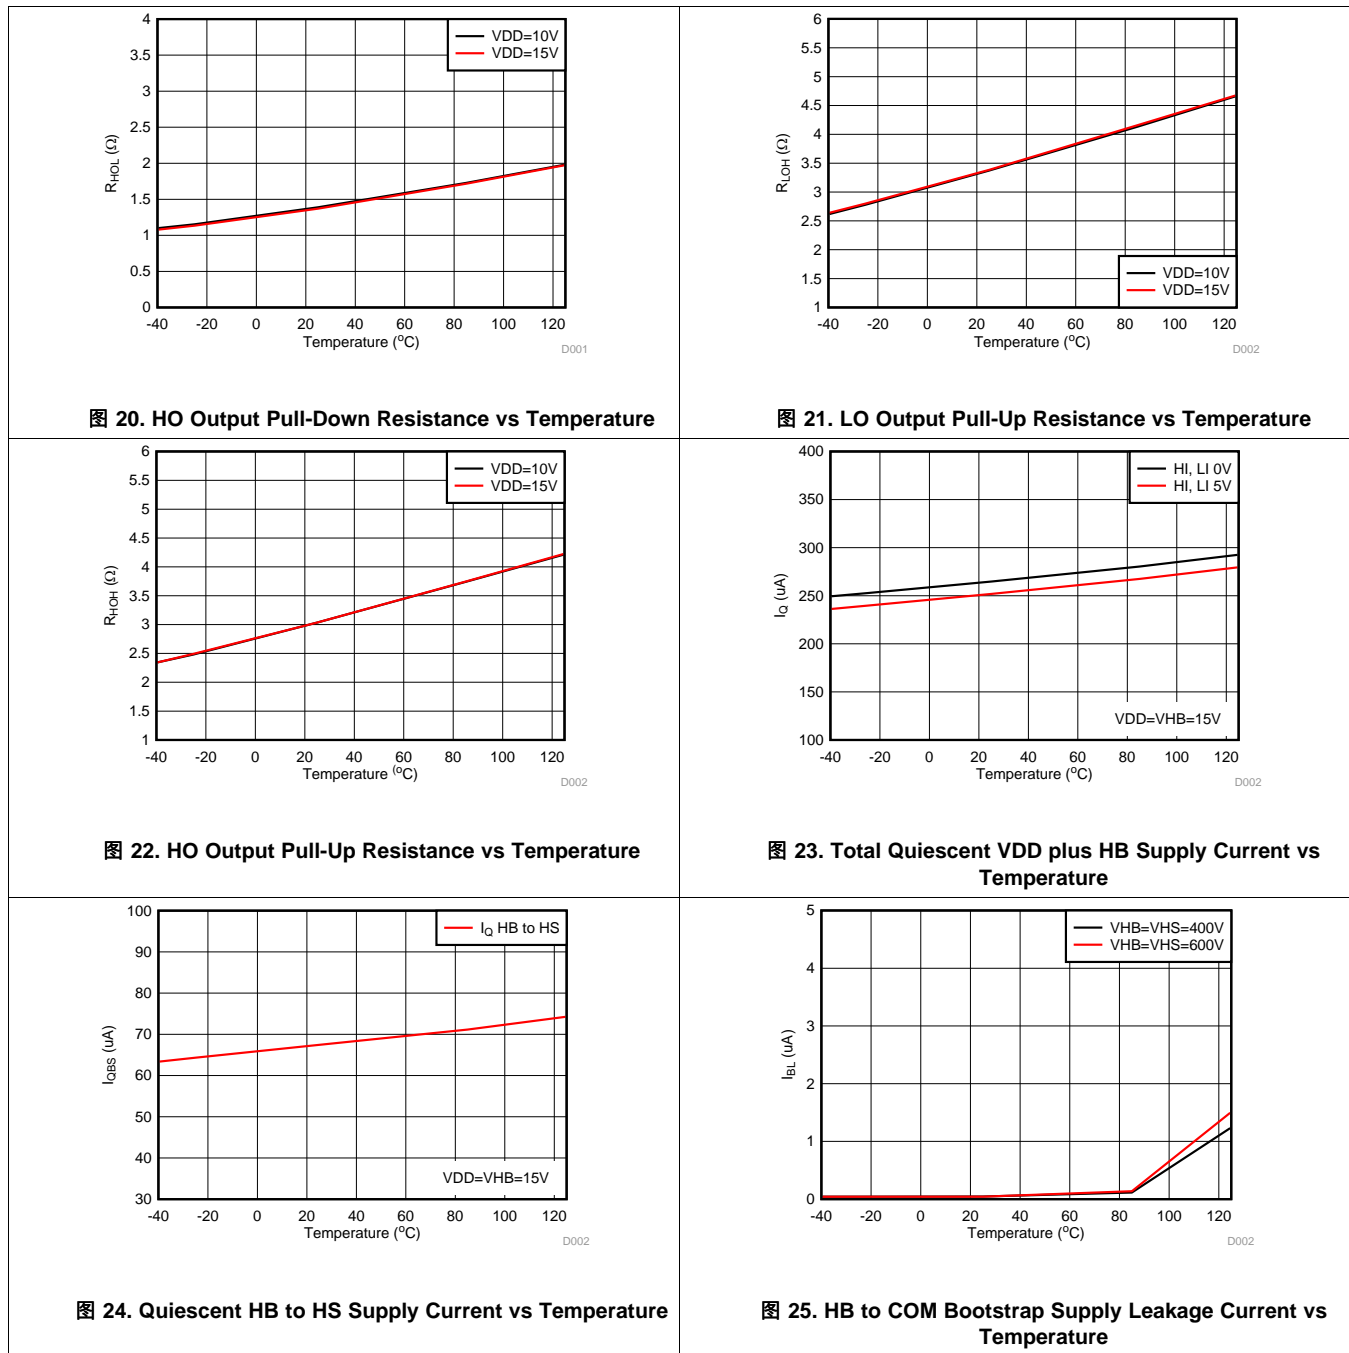 4
3.5
3
2.5
2
1.5
1
0.5
0
R_HOL (Ω)
VDD=10V
VDD=15V
-40 -20 0 20 40 60 80 100 120
Temperature (°C)
D001
图 20. HO Output Pull-Down Resistance vs Temperature
6
5.5
5
4.5
4
3.5
3
2.5
2
1.5
1
R_LOH (Ω)
VDD=10V
VDD=15V
-40 -20 0 20 40 60 80 100 120
Temperature (°C)
D002
图 21. LO Output Pull-Up Resistance vs Temperature
6
5.5
5
4.5
4
3.5
3
2.5
2
1.5
1
R_HOH (Ω)
VDD=10V
VDD=15V
-40 -20 0 20 40 60 80 100 120
Temperature (°C)
D002
图 22. HO Output Pull-Up Resistance vs Temperature
400
350
300
250
200
150
100
I_Q (uA)
HI, LI 0V
HI, LI 5V
VDD=VHB=15V
-40 -20 0 20 40 60 80 100 120
Temperature (°C)
D002
图 23. Total Quiescent VDD plus HB Supply Current vs
Temperature
100
90
80
70
60
50
40
30
I_QBS (uA)
I_Q HB to HS
VDD=VHB=15V
-40 -20 0 20 40 60 80 100 120
Temperature (°C)
D002
图 24. Quiescent HB to HS Supply Current vs Temperature
5
4
3
2
1
0
I_BL (uA)
VHB=VHS=400V
VHB=VHS=600V
-40 -20 0 20 40 60 80 100 120
Temperature (°C)
D002
图 25. HB to COM Bootstrap Supply Leakage Current vs
Temperature